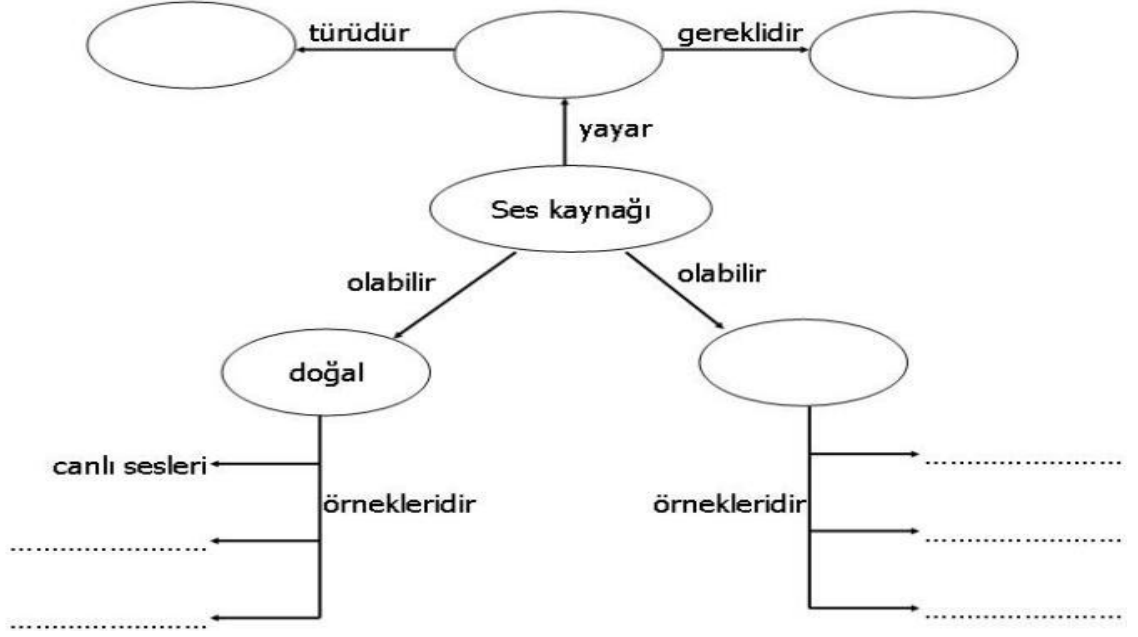 türüdür
gereklidir
yayar
Ses kaynağı
olabilir
olabilir
doğal
canlı sesleri
örnekleridir
örnekleridir